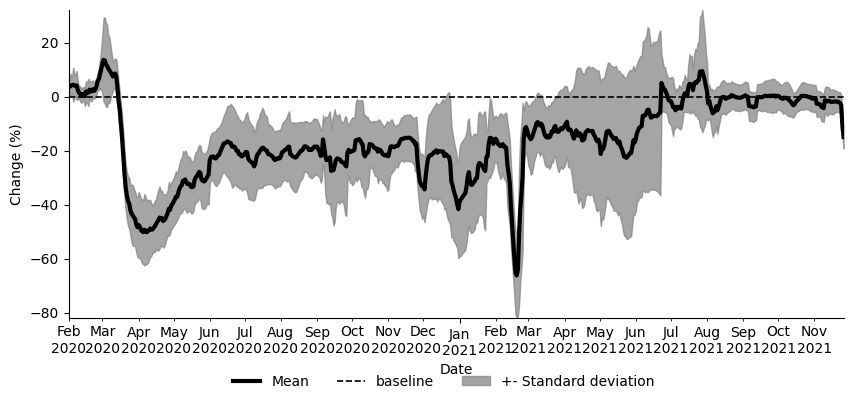 Change (%)
20
0
−20
−40
−60
−80
Feb Mar Apr May Jun Jul Aug Sep Oct Nov Dec Jan Feb Mar Apr May Jun Jul Aug Sep Oct Nov
2020 2020 2020 2020 2020 2020 2020 2020 2020 2020 2020 2021 2021 2021 2021 2021 2021 2021 2021 2021 2021 2021
Date
Mean baseline +- Standard deviation